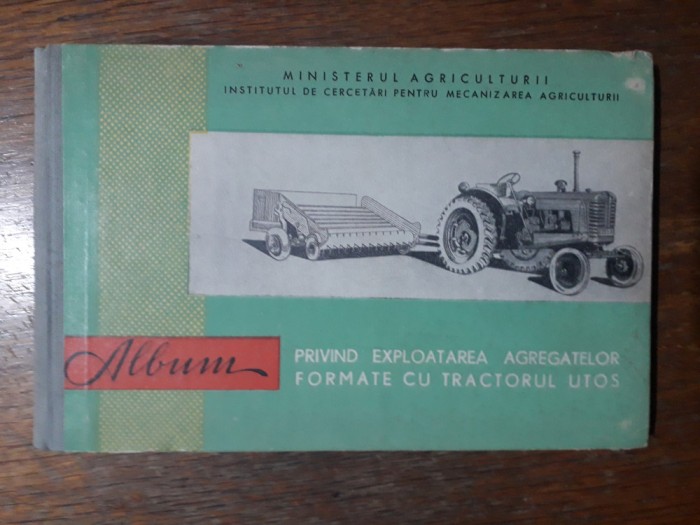 MINISTERUL AGRICULTURII
INSTITUTUL DE CERCETĂRI PENTRU MECANIZAREA AGRICULTURII
Album
PRIVIND EXPLOATAREA AGREGATELOR
FORMATE CU TRACTORUL UTOS